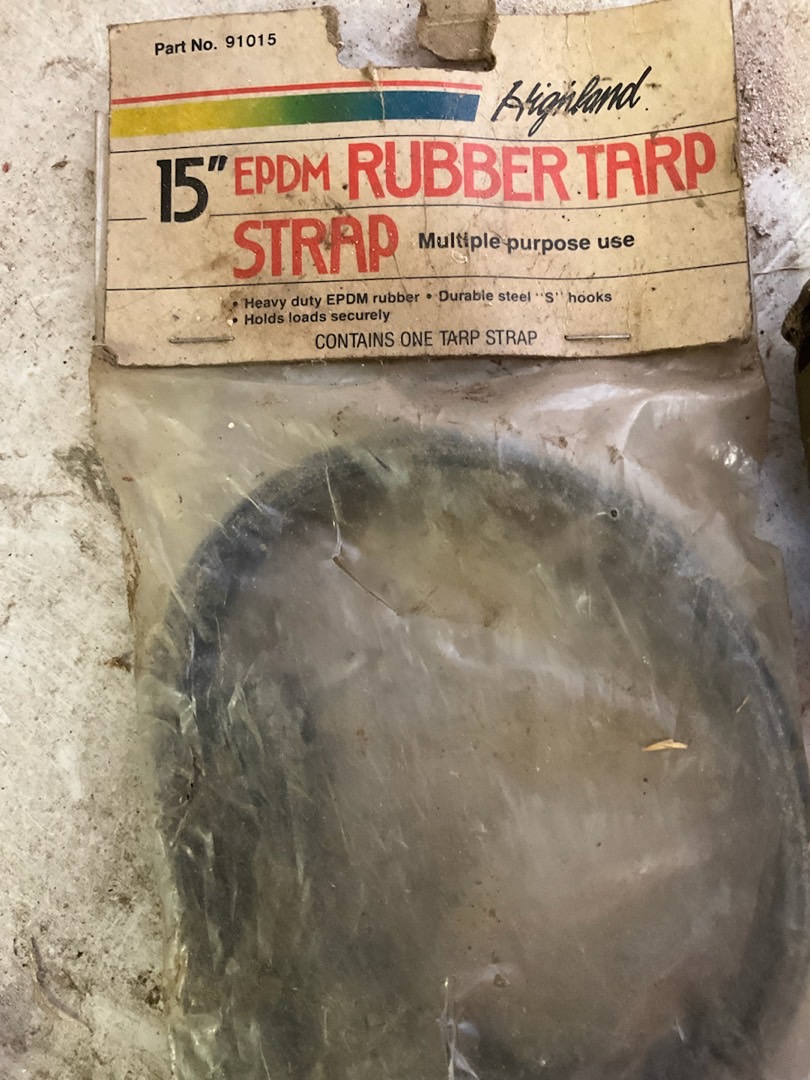 Part No. 91015
Highland
15" EPDM RUBBER TARP
STRAP Multiple purpose use
• Heavy duty EPDM rubber • Durable steel "S" hooks
• Holds loads securely
CONTAINS ONE TARP STRAP